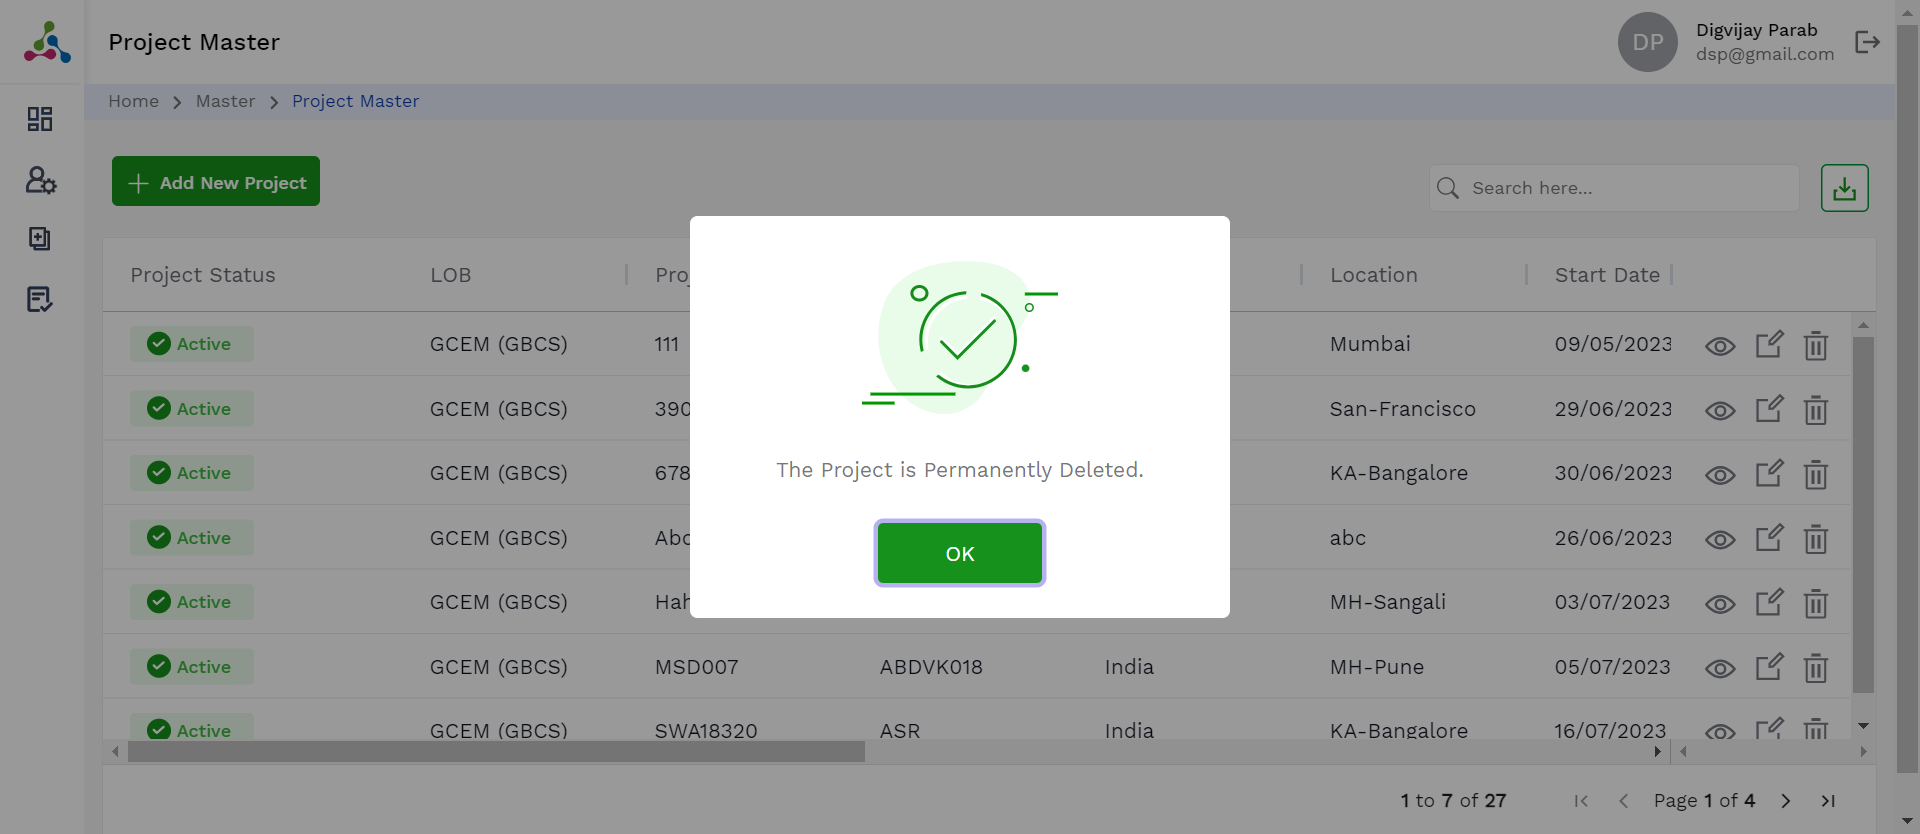 Project Master
DP
Digvijay Parab
dsp@gmail.com
Home > Master > Project Master
Add New Project
Search here...
Project Status LOB Location Start Date
Active GCEM (GBCS) 111 Mumbai 09/05/2023
Active GCEM (GBCS) 390 San-Francisco 29/06/2023
Active GCEM (GBCS) 678 KA-Bangalore 30/06/2023
Active GCEM (GBCS) abc 26/06/2023
Active GCEM (GBCS) MH-Sangali 03/07/2023
Active GCEM (GBCS) MSD007 ABDVK018 India MH-Pune 05/07/2023
Active GCEM (GBCS) SWA18320 ASR India KA-Bangalore 16/07/2023
The Project is Permanently Deleted.
OK
1 to 7 of 27 Page 1 of 4